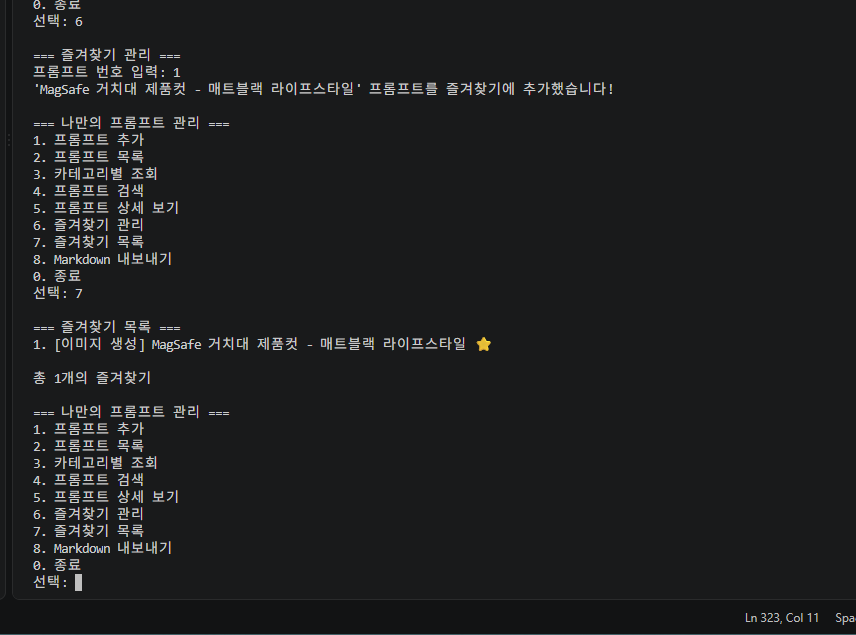 0. 종료
선택: 6
=== 즐겨찾기 관리 ===
프롬프트 번호 입력: 1
'MagSafe 거치대 제품컷 - 매트블랙 라이프스타일' 프롬프트를 즐겨찾기에 추가했습니다!
=== 나만의 프롬프트 관리 ===
1. 프롬프트 추가
2. 프롬프트 목록
3. 카테고리별 조회
4. 프롬프트 검색
5. 프롬프트 상세 보기
6. 즐겨찾기 관리
7. 즐겨찾기 목록
8. Markdown 내보내기
0. 종료
선택: 7
=== 즐겨찾기 목록 ===
1. [이미지 생성] MagSafe 거치대 제품컷 - 매트블랙 라이프스타일 ⭐
총 1개의 즐겨찾기
=== 나만의 프롬프트 관리 ===
1. 프롬프트 추가
2. 프롬프트 목록
3. 카테고리별 조회
4. 프롬프트 검색
5. 프롬프트 상세 보기
6. 즐겨찾기 관리
7. 즐겨찾기 목록
8. Markdown 내보내기
0. 종료
선택:
Ln 323, Col 11 Spa